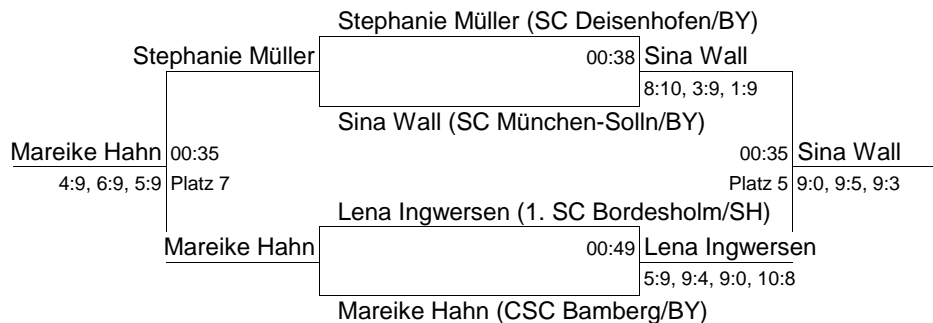 Stephanie Müller (SC Deisenhofen/BY)
Stephanie Müller 00:38 Sina Wall
8:10, 3:9, 1:9
Sina Wall (SC München-Solln/BY)
Mareike Hahn 00:35 00:35 Sina Wall
4:9, 6:9, 5:9 Platz 7 Platz 5 9:0, 9:5, 9:3
Lena Ingwersen (1. SC Bordesholm/SH)
Mareike Hahn 00:49 Lena Ingwersen
5:9, 9:4, 9:0, 10:8
Mareike Hahn (CSC Bamberg/BY)